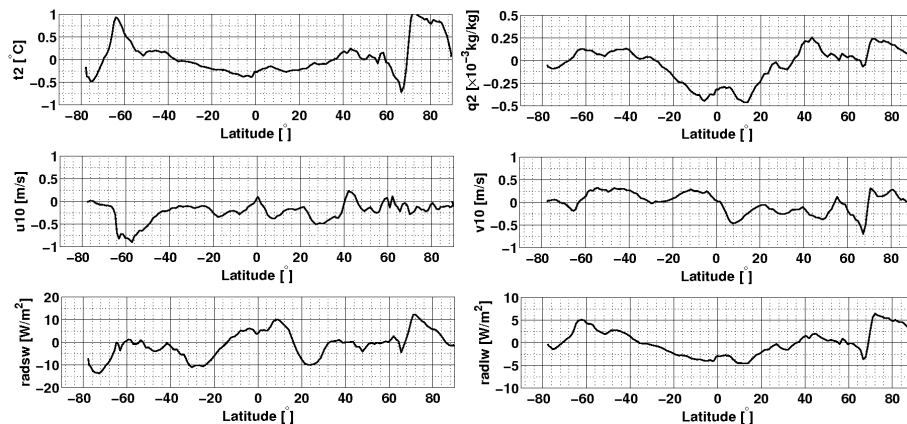 1
0.5
0
−0.5
−1
t2 [°C]
−80 −60 −40 −20 0 20 40 60 80
Latitude [°]
0.5
0.25
0
−0.25
−0.5
q2 [×10⁻³kg/kg]
−80 −60 −40 −20 0 20 40 60 80
Latitude [°]
1
0.5
0
−0.5
−1
u10 [m/s]
−80 −60 −40 −20 0 20 40 60 80
Latitude [°]
1
0.5
0
−0.5
−1
v10 [m/s]
−80 −60 −40 −20 0 20 40 60 80
Latitude [°]
20
10
0
−10
−20
radsw [W/m²]
−80 −60 −40 −20 0 20 40 60 80
Latitude [°]
10
5
0
−5
−10
radlw [W/m²]
−80 −60 −40 −20 0 20 40 60 80
Latitude [°]